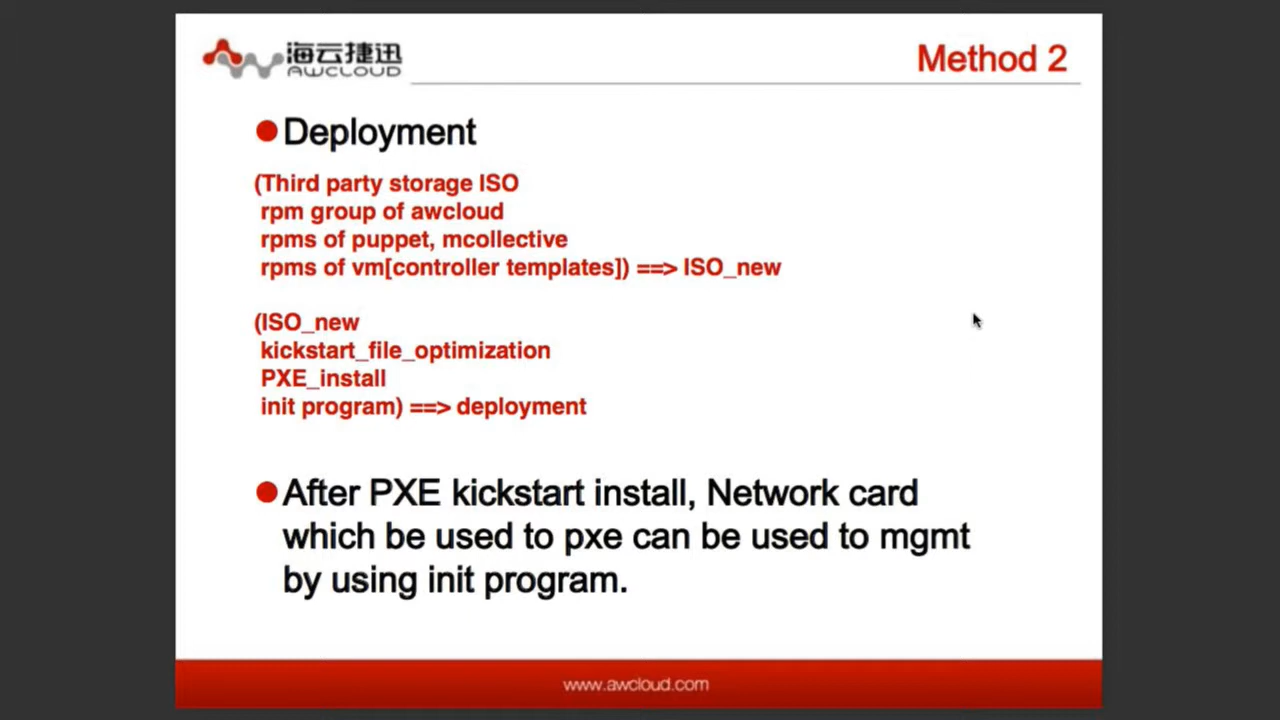 海云捷迅
AWCLOUD
Method 2
Deployment
(Third party storage ISO
rpm group of awcloud
rpms of puppet, mcollective
rpms of vm[controller templates]) ==> ISO_new
(ISO_new
kickstart_file_optimization
PXE_install
init program) ==> deployment
After PXE kickstart install, Network card
which be used to pxe can be used to mgmt
by using init program.
www.awcloud.com